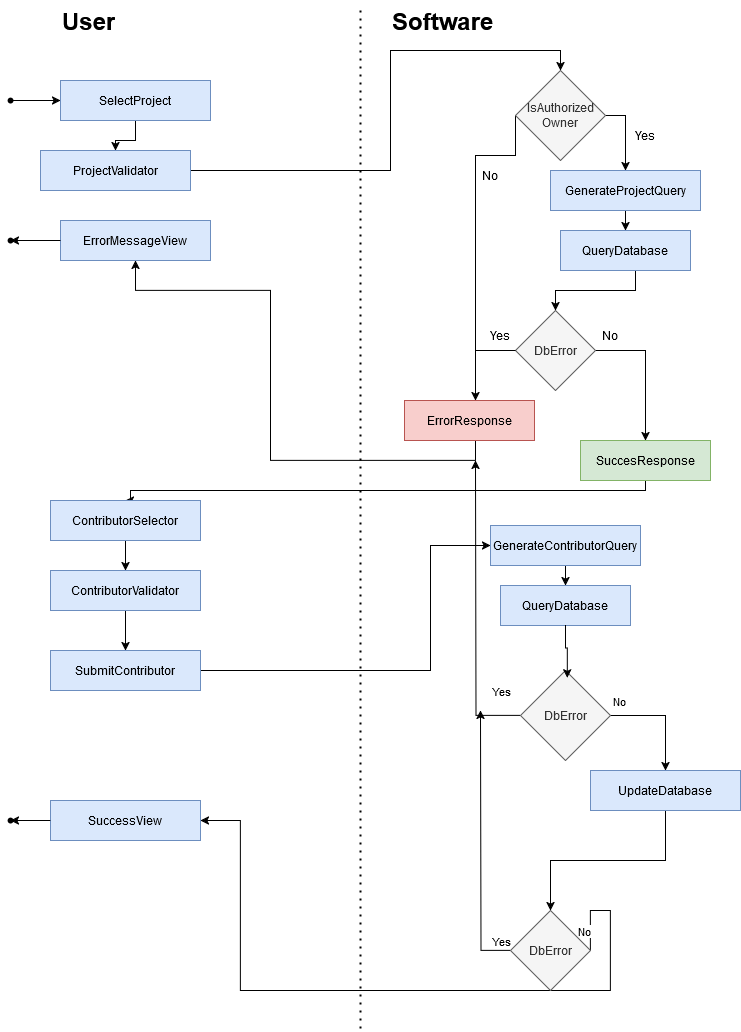 User
Software
SelectProject
IsAuthorized
Owner
Yes
ProjectValidator
No
GenerateProjectQuery
ErrorMessageView
QueryDatabase
Yes
No
DbError
ErrorResponse
SuccesResponse
ContributorSelector
GenerateContributorQuery
ContributorValidator
QueryDatabase
SubmitContributor
Yes
No
DbError
UpdateDatabase
SuccessView
No
Yes
DbError